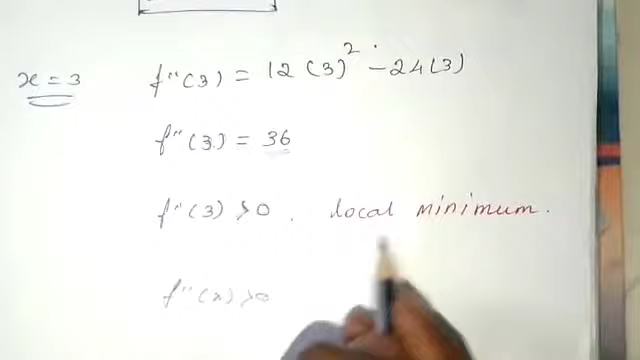 x = 3
f''(3) = 12 (3)² - 24(3)
f''(3) = 36
f''(3) >0 . local minimum.
f''(x) >0